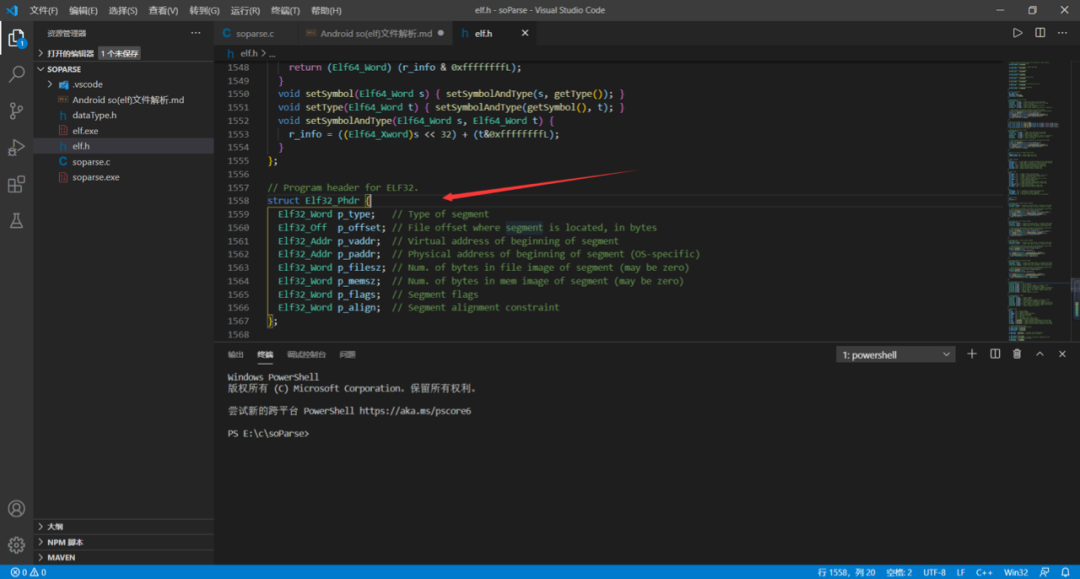 文件(F) 编辑(E) 选择(S) 查看(V) 转到(G) 运行(R) 终端(T) 帮助(H) elf.h - soParse - Visual Studio Code
资源管理器 ···
打开的编辑器 1 个未保存
SOPARSE
.vscode
Android so(elf)文件解析.md
dataType.h
elf.exe
elf.h
soparse.c
soparse.exe
大纲
NPM 脚本
MAVEN
soparse.c Android so(elf)文件解析.md elf.h
elf.h > ...
1548 return (Elf64_Word) (r_info & 0xffffffffL);
1549 }
1550 void setSymbol(Elf64_Word s) { setSymbolAndType(s, getType()); }
1551 void setType(Elf64_Word t) { setSymbolAndType(getSymbol(), t); }
1552 void setSymbolAndType(Elf64_Word s, Elf64_Word t) {
1553 r_info = ((Elf64_Xword)s << 32) + (t&0xffffffffL);
1554 }
1555 };
1556
1557 // Program header for ELF32.
1558 struct Elf32_Phdr {
1559 Elf32_Word p_type; // Type of segment
1560 Elf32_Off p_offset; // File offset where segment is located, in bytes
1561 Elf32_Addr p_vaddr; // Virtual address of beginning of segment
1562 Elf32_Addr p_paddr; // Physical address of beginning of segment (OS-specific)
1563 Elf32_Word p_filesz; // Num. of bytes in file image of segment (may be zero)
1564 Elf32_Word p_memsz; // Num. of bytes in mem image of segment (may be zero)
1565 Elf32_Word p_flags; // Segment flags
1566 Elf32_Word p_align; // Segment alignment constraint
1567 };
1568
输出 终端 调试控制台 问题 1: powershell
Windows PowerShell
版权所有 (C) Microsoft Corporation。保留所有权利。
尝试新的跨平台 PowerShell https://aka.ms/pscore6
PS E:\c\soParse>
0 0 行 1558，列 20 空格: 2 UTF-8 LF C++ Win32